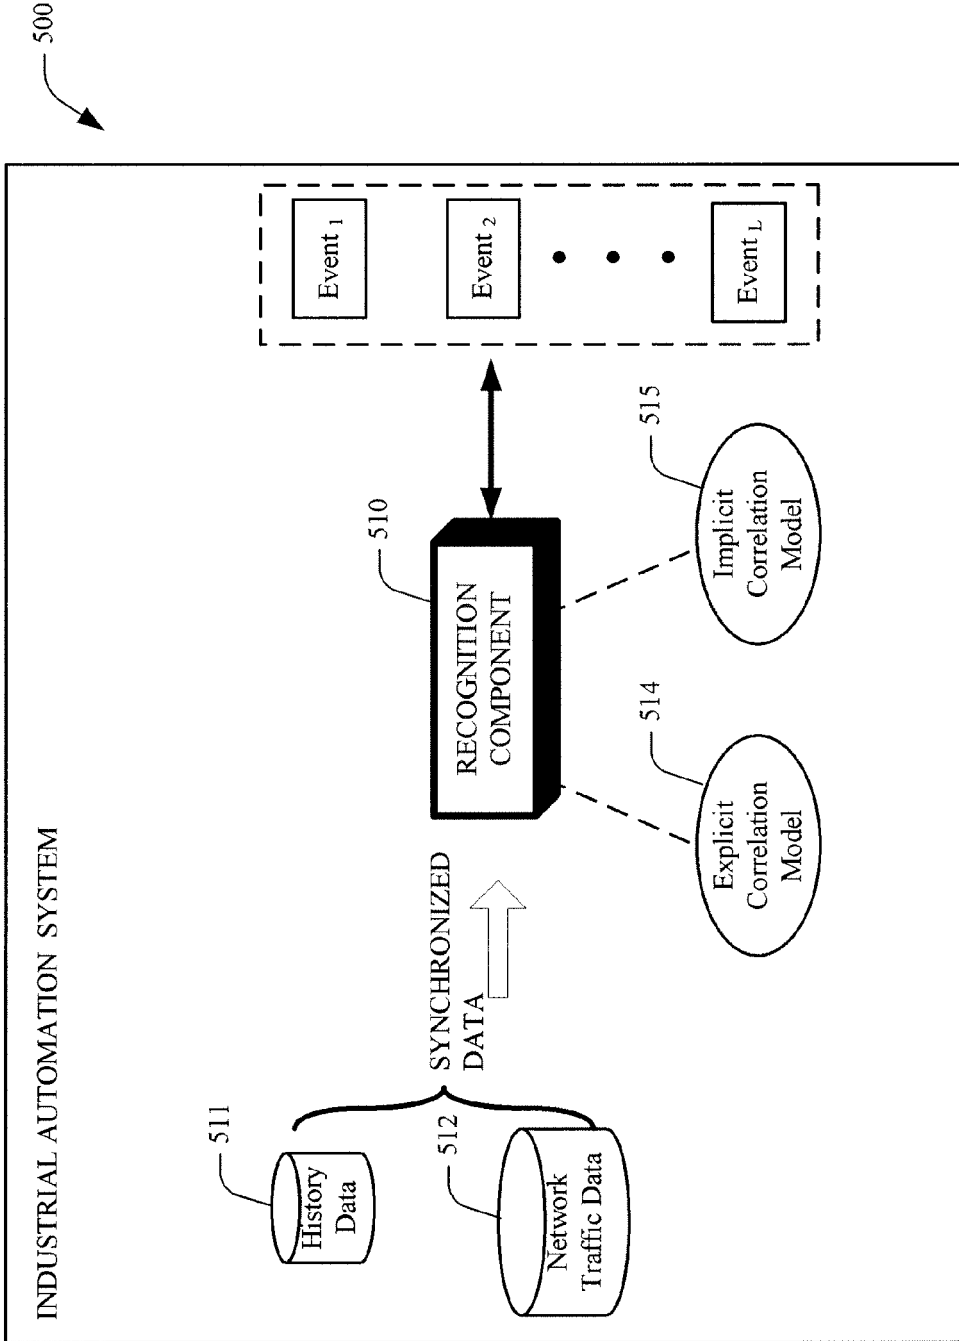 500
INDUSTRIAL AUTOMATION SYSTEM
511
History
Data
512
Network
Traffic Data
SYNCHRONIZED
DATA
510
RECOGNITION
COMPONENT
514
Explicit
Correlation
Model
515
Implicit
Correlation
Model
Event 1
Event 2
Event L